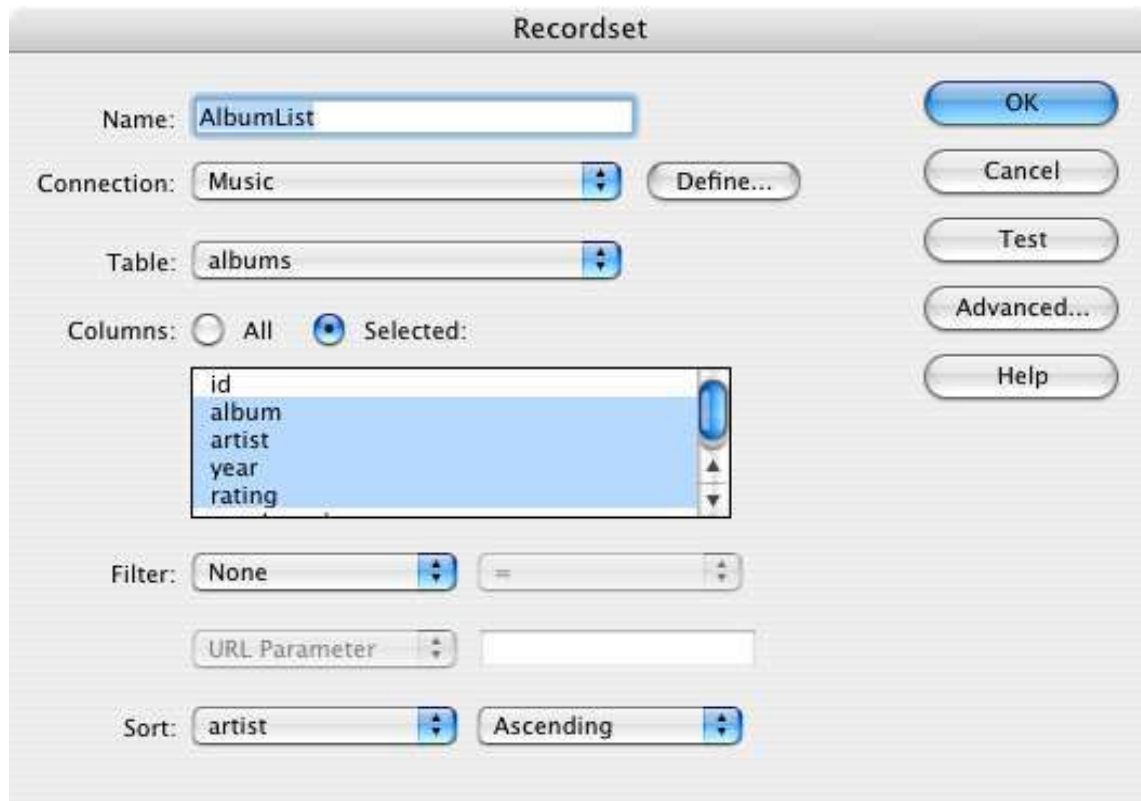 Recordset
Name: AlbumList
OK
Connection: Music Define...
Cancel
Table: albums
Test
Columns: All Selected:
Advanced...
Help
id
album
artist
year
rating
Filter: None =
URL Parameter
Sort: artist Ascending